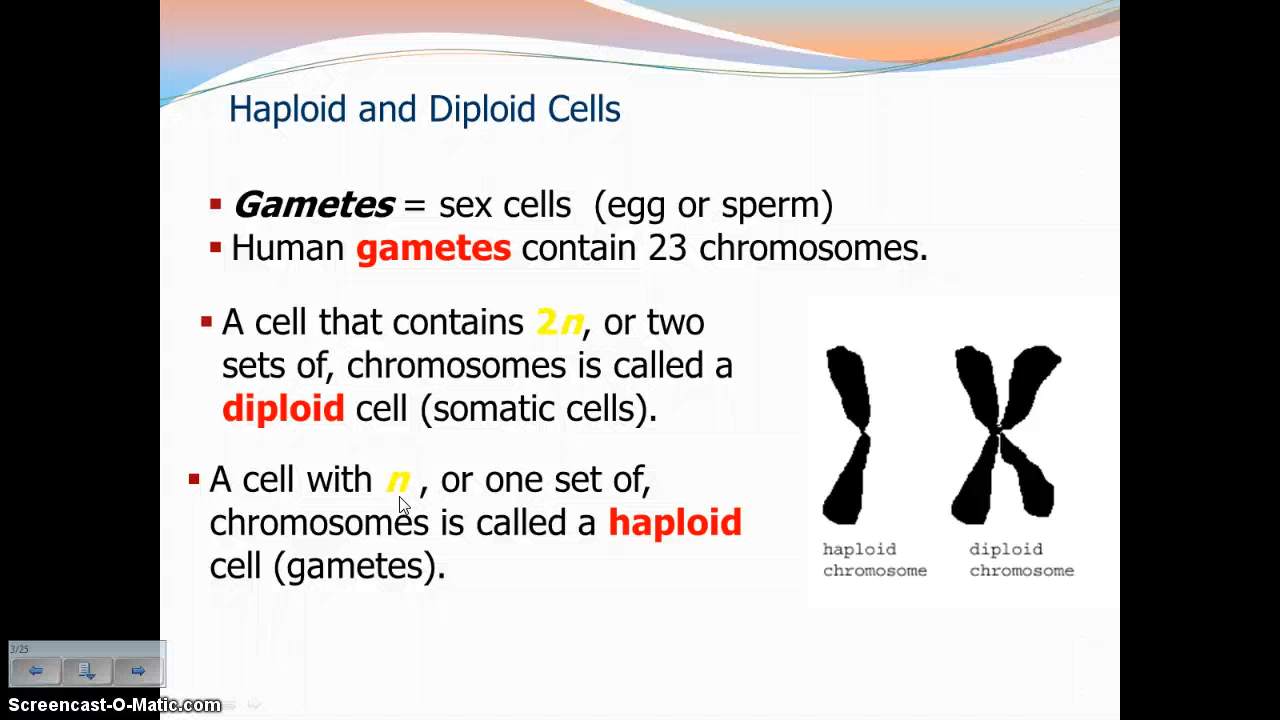 Haploid and Diploid Cells
Gametes = sex cells (egg or sperm)
Human gametes contain 23 chromosomes.
A cell that contains 2n, or two
sets of, chromosomes is called a
diploid cell (somatic cells).
A cell with n , or one set of,
chromosomes is called a haploid
cell (gametes).
haploid
chromosome
diploid
chromosome
3/25
Screencast-O-Matic.com